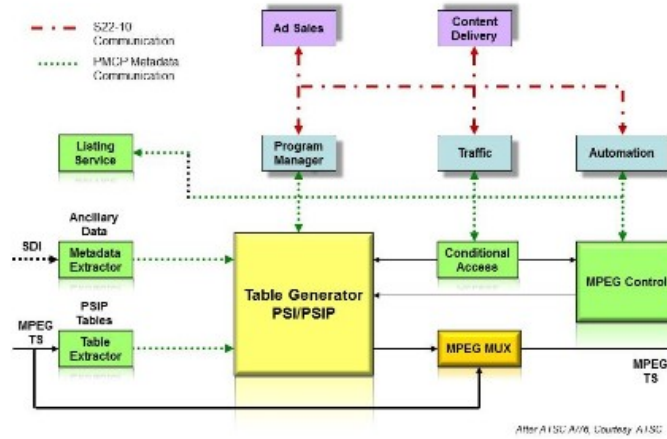 S22-10
Communication
PMCP Metadata
Communication
Ad Sales
Content
Delivery
Listing
Service
Program
Manager
Traffic
Automation
Ancillary
Data
SDI
Metadata
Extractor
Conditional
Access
Table Generator
PSI/PSIP
MPEG Control
PSIP
Tables
MPEG
TS
Table
Extractor
MPEG MUX
MPEG
TS
After ATSC A/76, Courtesy ATSC